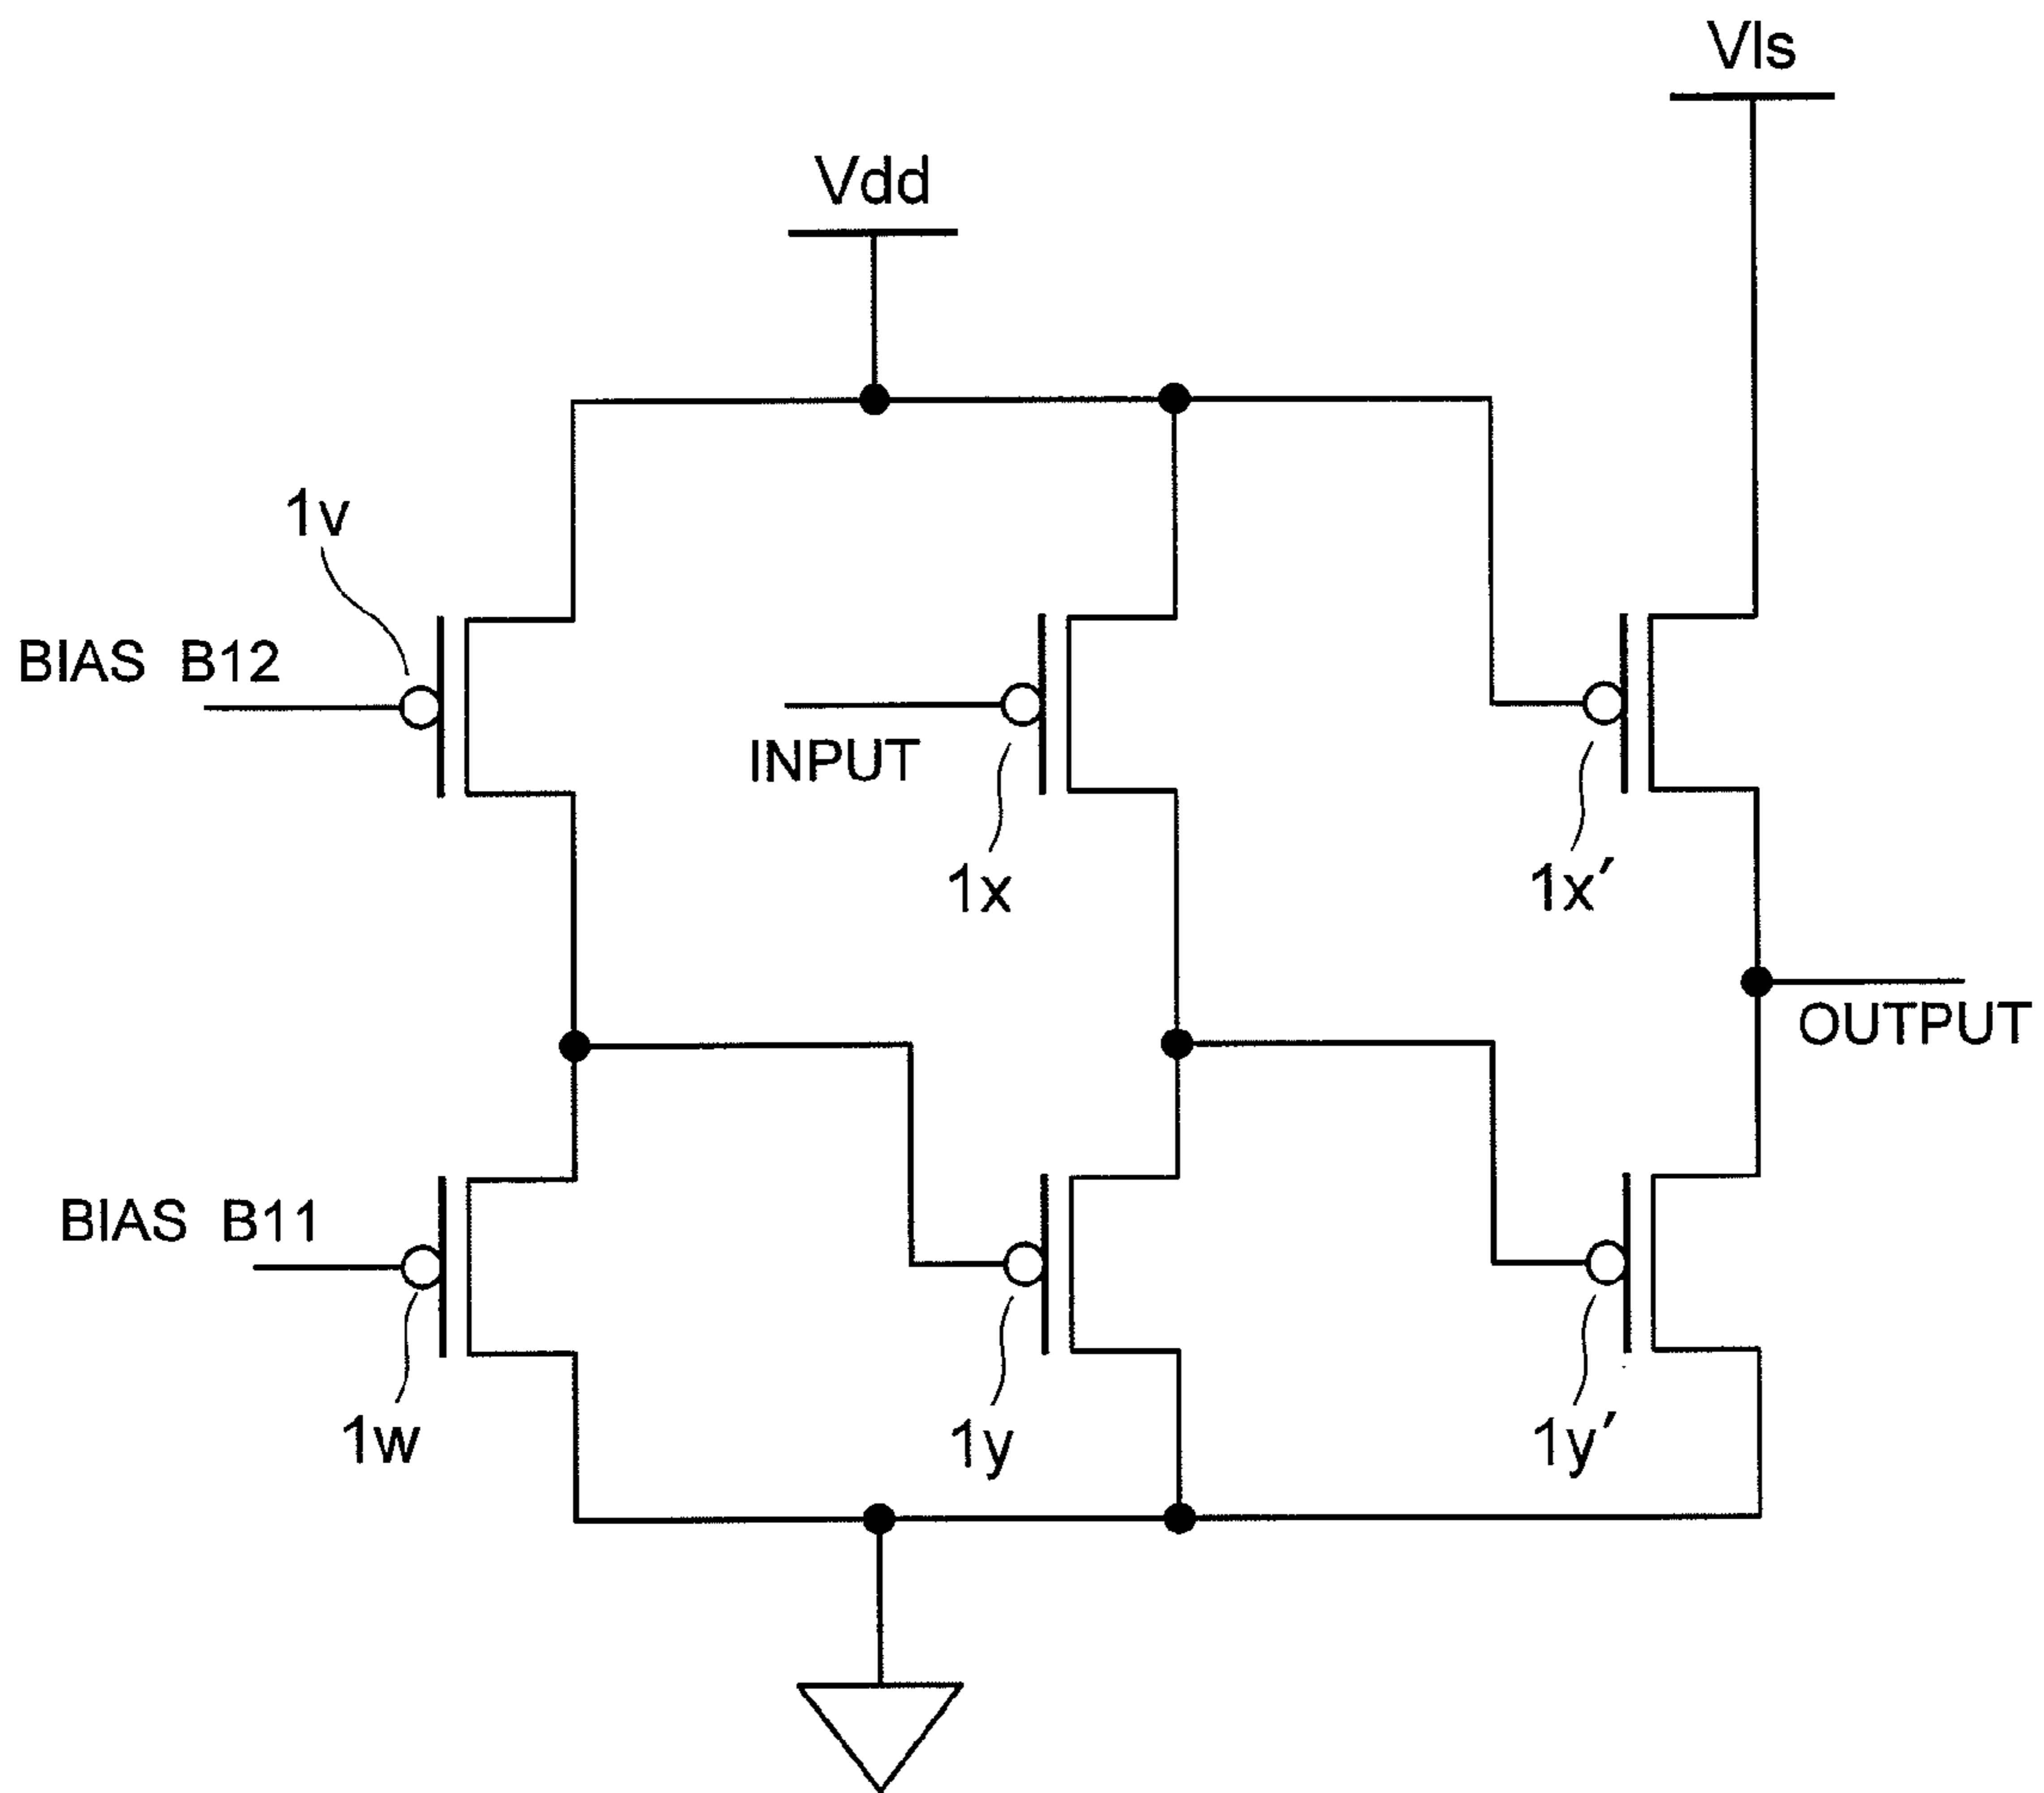 Vls
Vdd
1v
BIAS B12
INPUT
1x
1x′
OUTPUT
BIAS B11
1w
1y
1y′